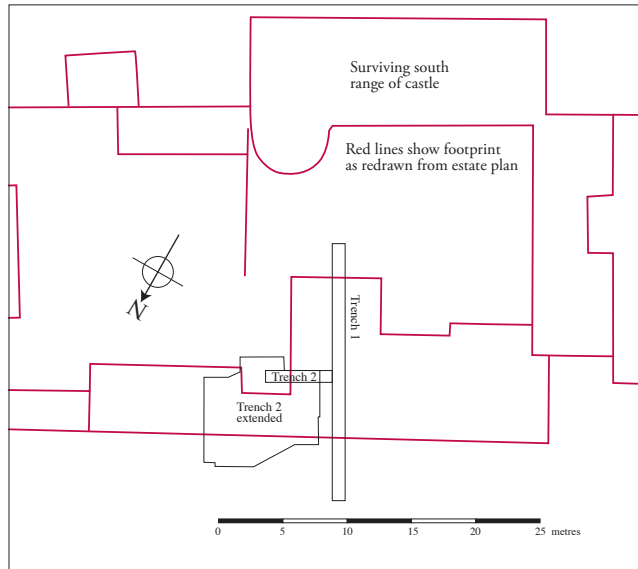 Surviving south
range of castle
Red lines show footprint
as redrawn from estate plan
N
Trench 1
Trench 2
Trench 2
extended
0 5 10 15 20 25 metres